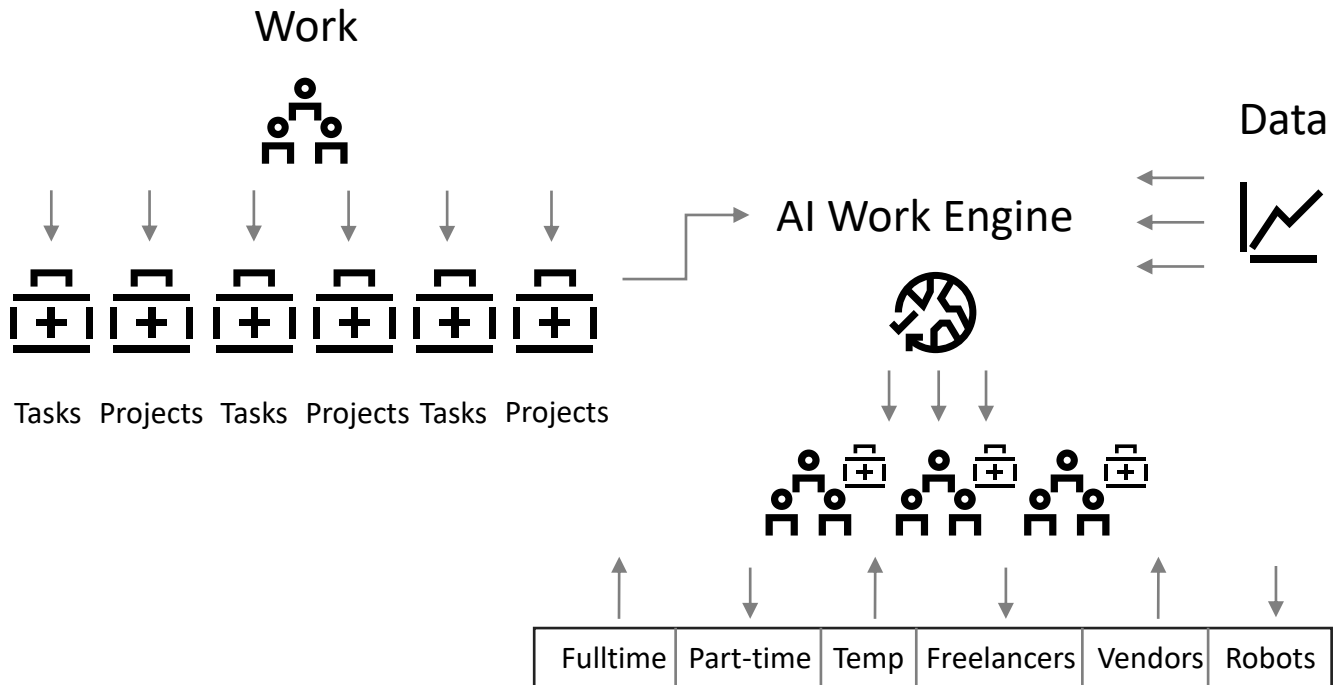 Work
Data
AI Work Engine
Tasks Projects Tasks Projects Tasks Projects
Fulltime Part-time Temp Freelancers Vendors Robots